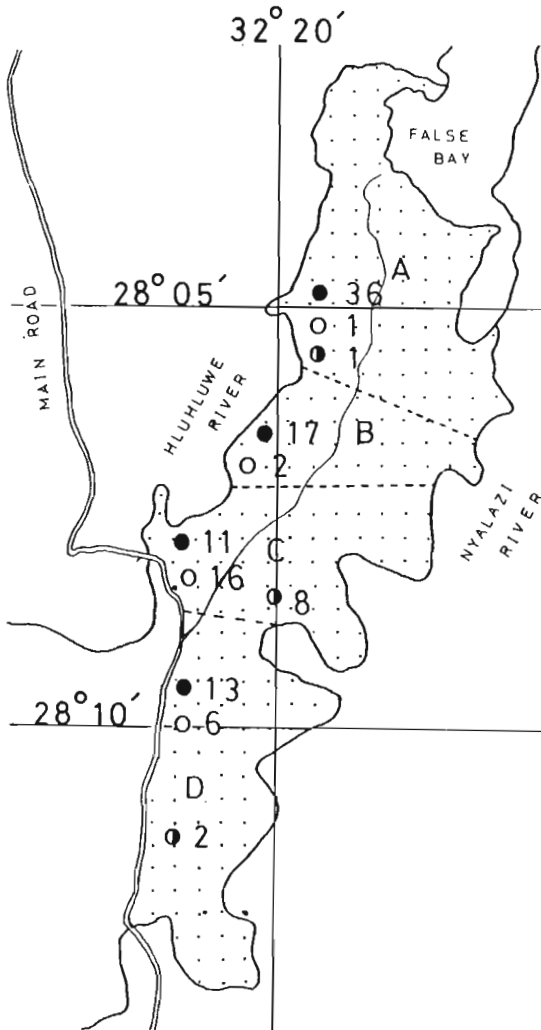 32° 20′
FALSE
BAY
A
28° 05′
36
1
1
MAIN ROAD
HLUHLUWE
RIVER
17
B
2
NYALAZI
RIVER
11
C
16
8
13
28° 10′
6
D
2